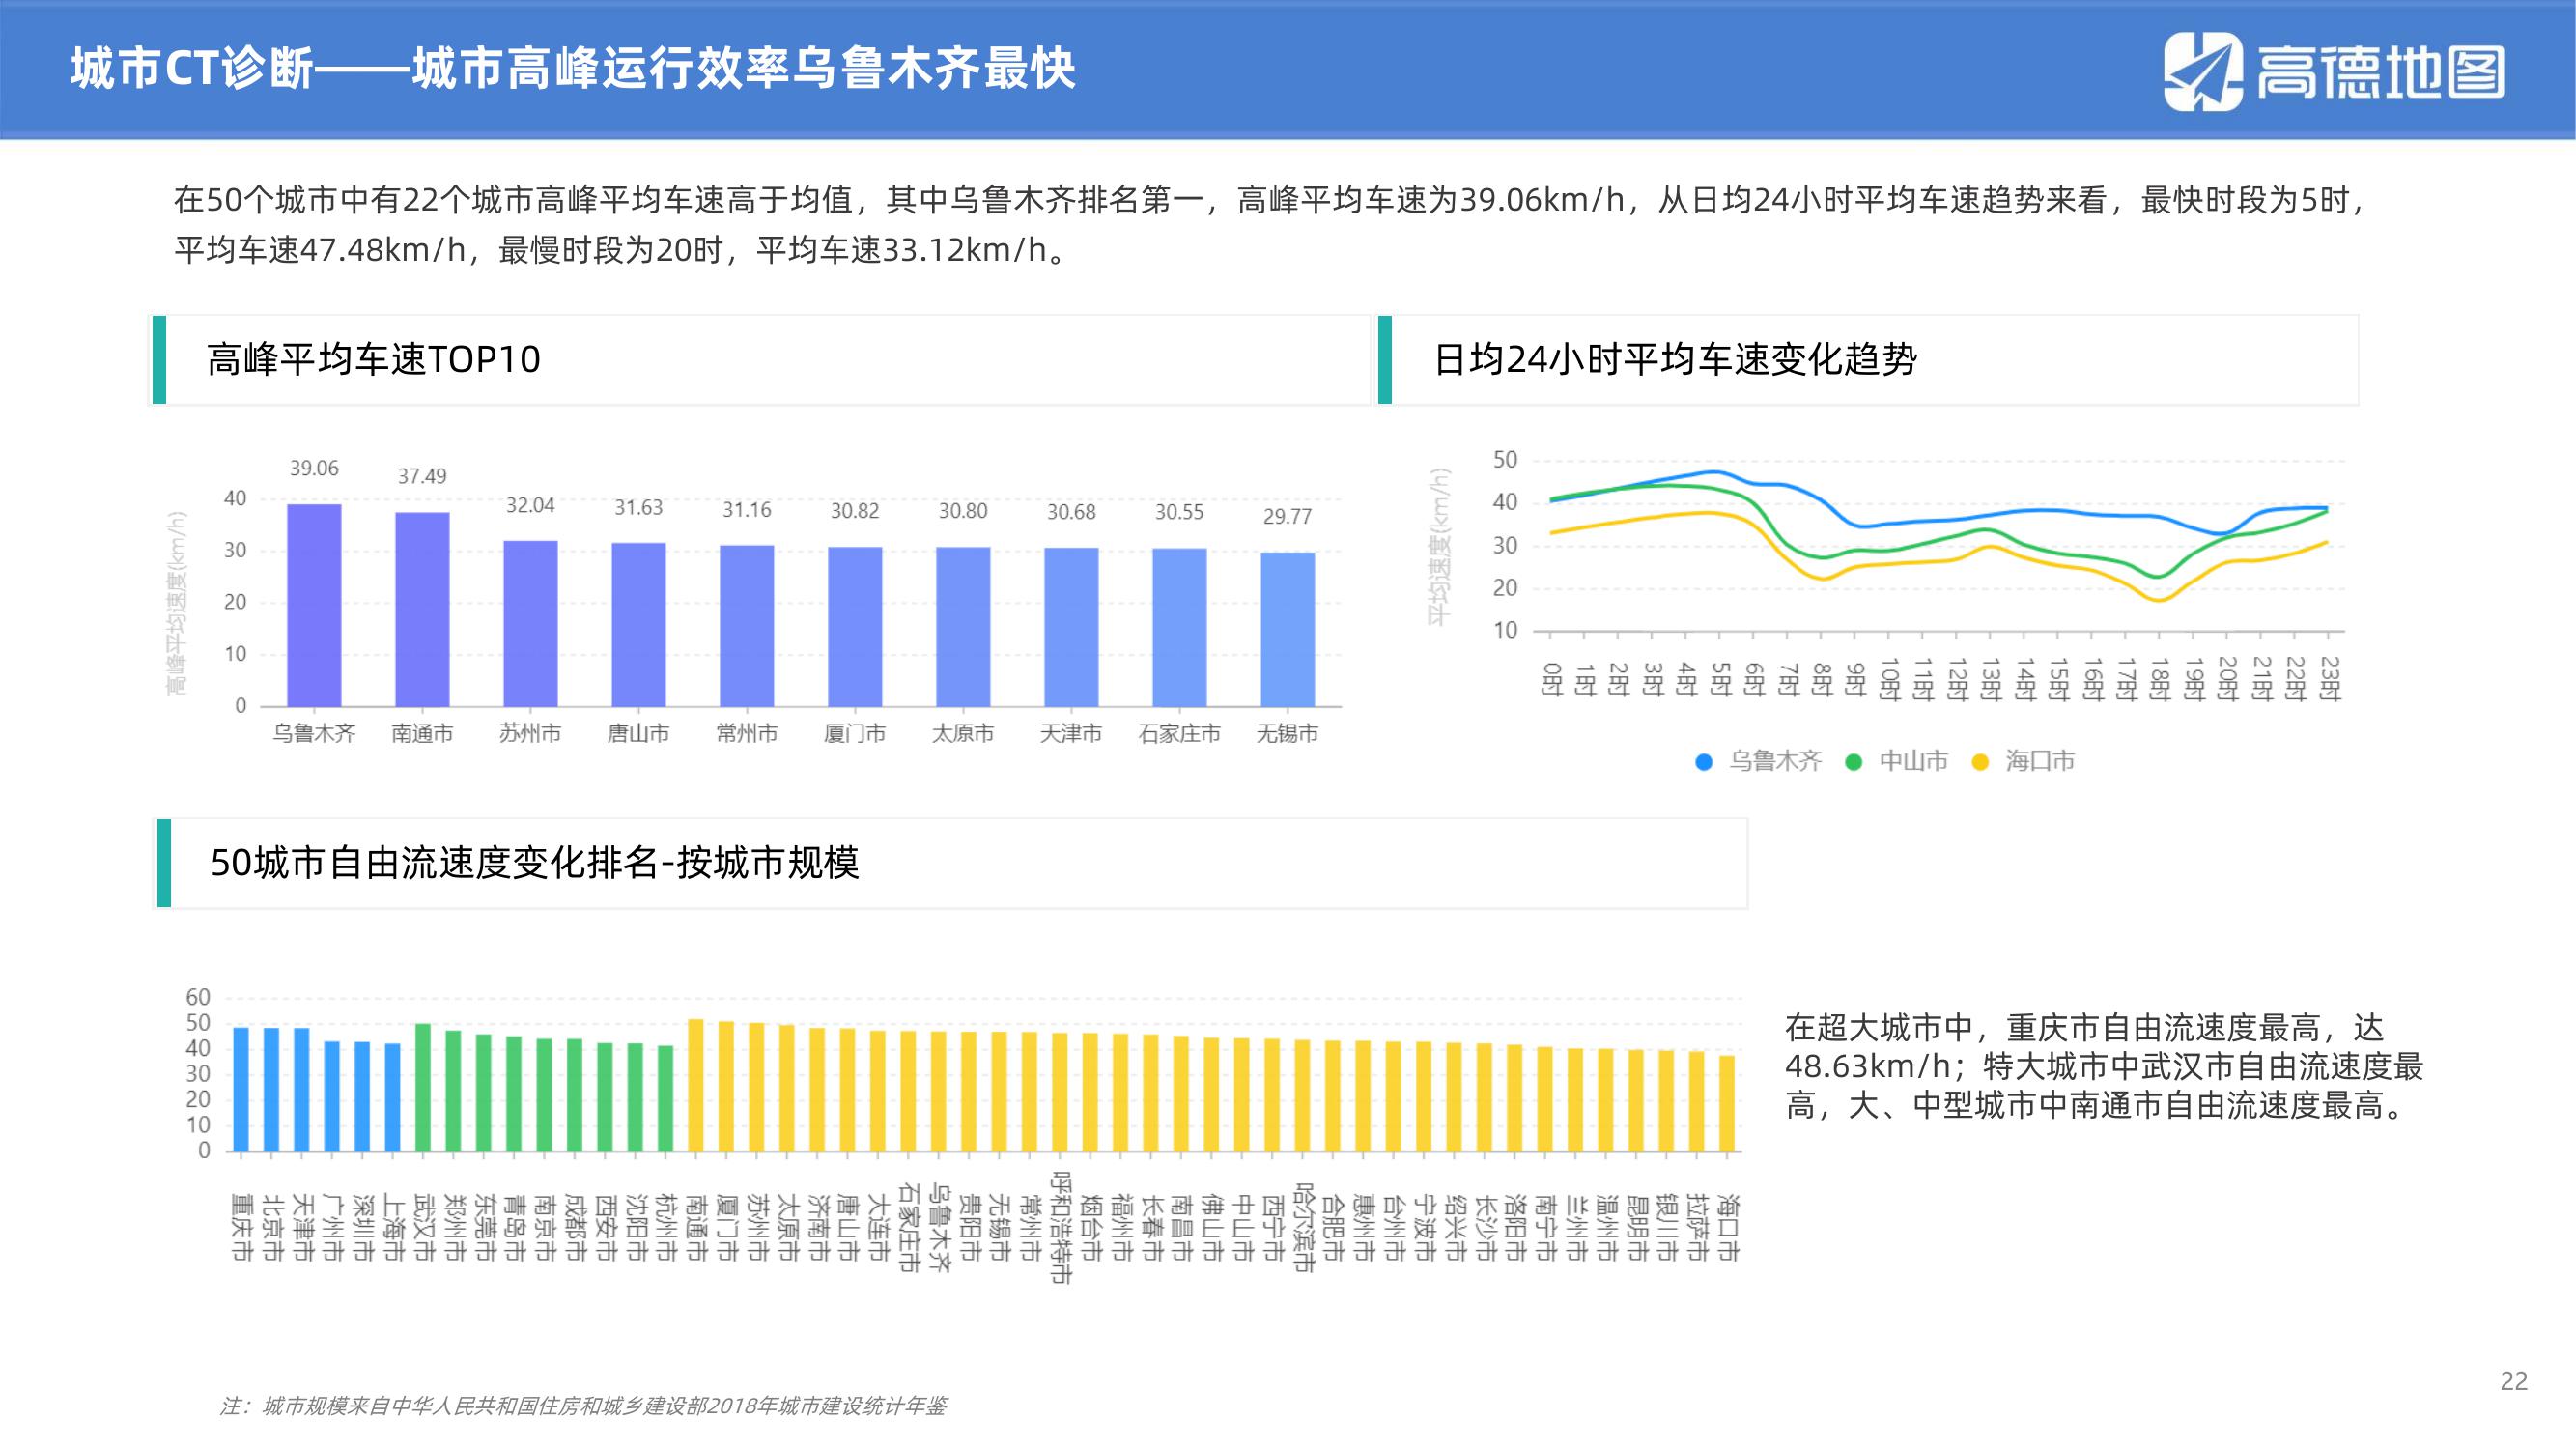 城市CT诊断——城市高峰运行效率乌鲁木齐最快
高德地图
在50个城市中有22个城市高峰平均车速高于均值，其中乌鲁木齐排名第一，高峰平均车速为39.06km/h，从日均24小时平均车速趋势来看，最快时段为5时，
平均车速47.48km/h，最慢时段为20时，平均车速33.12km/h。
高峰平均车速TOP10
高峰平均速度(km/h)
40
30
20
10
0
39.06
37.49
32.04
31.63
31.16
30.82
30.80
30.68
30.55
29.77
乌鲁木齐
南通市
苏州市
唐山市
常州市
厦门市
太原市
天津市
石家庄市
无锡市
日均24小时平均车速变化趋势
平均速度(km/h)
50
40
30
20
10
0时
1时
2时
3时
4时
5时
6时
7时
8时
9时
10时
11时
12时
13时
14时
15时
16时
17时
18时
19时
20时
21时
22时
23时
乌鲁木齐
中山市
海口市
50城市自由流速度变化排名-按城市规模
60
50
40
30
20
10
0
重庆市
北京市
天津市
广州市
深圳市
上海市
武汉市
郑州市
东莞市
青岛市
南京市
成都市
西安市
沈阳市
杭州市
南通市
厦门市
苏州市
太原市
济南市
唐山市
大连市
石家庄市
乌鲁木齐
贵阳市
无锡市
常州市
呼和浩特市
烟台市
福州市
长春市
南昌市
佛山市
中山市
西宁市
哈尔滨市
合肥市
惠州市
台州市
宁波市
绍兴市
长沙市
洛阳市
南宁市
兰州市
温州市
昆明市
银川市
拉萨市
海口市
在超大城市中，重庆市自由流速度最高，达
48.63km/h；特大城市中武汉市自由流速度最
高，大、中型城市中南通市自由流速度最高。
注：城市规模来自中华人民共和国住房和城乡建设部2018年城市建设统计年鉴
22